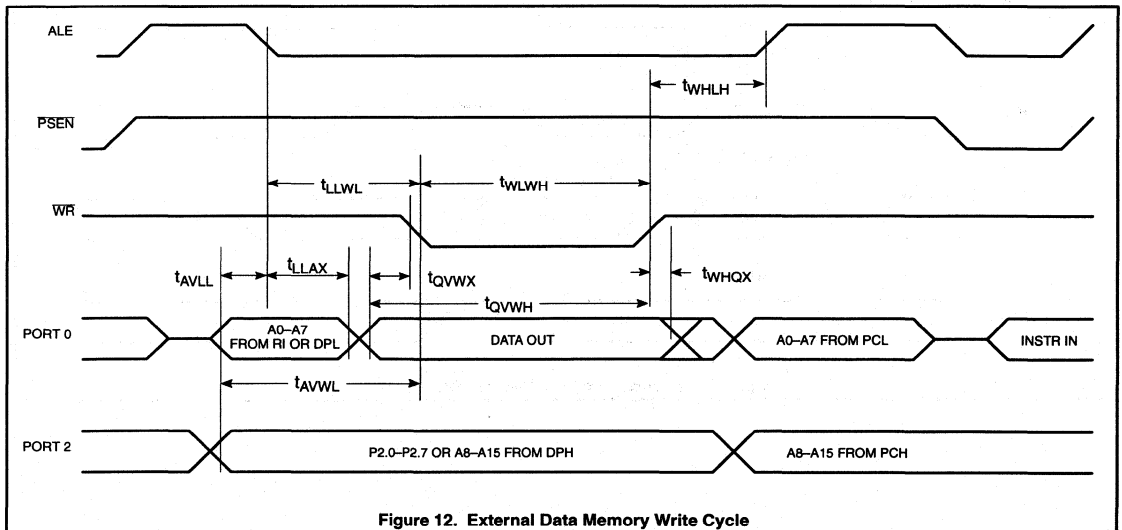 ALE
tWHLH
PSEN
tLLWL
tWLWH
WR
tAVLL
tLLAX
tQVWX
tWHQX
tQVWH
PORT 0
A0–A7
FROM RI OR DPL
DATA OUT
A0–A7 FROM PCL
INSTR IN
tAVWL
PORT 2
P2.0–P2.7 OR A8–A15 FROM DPH
A8–A15 FROM PCH
Figure 12. External Data Memory Write Cycle